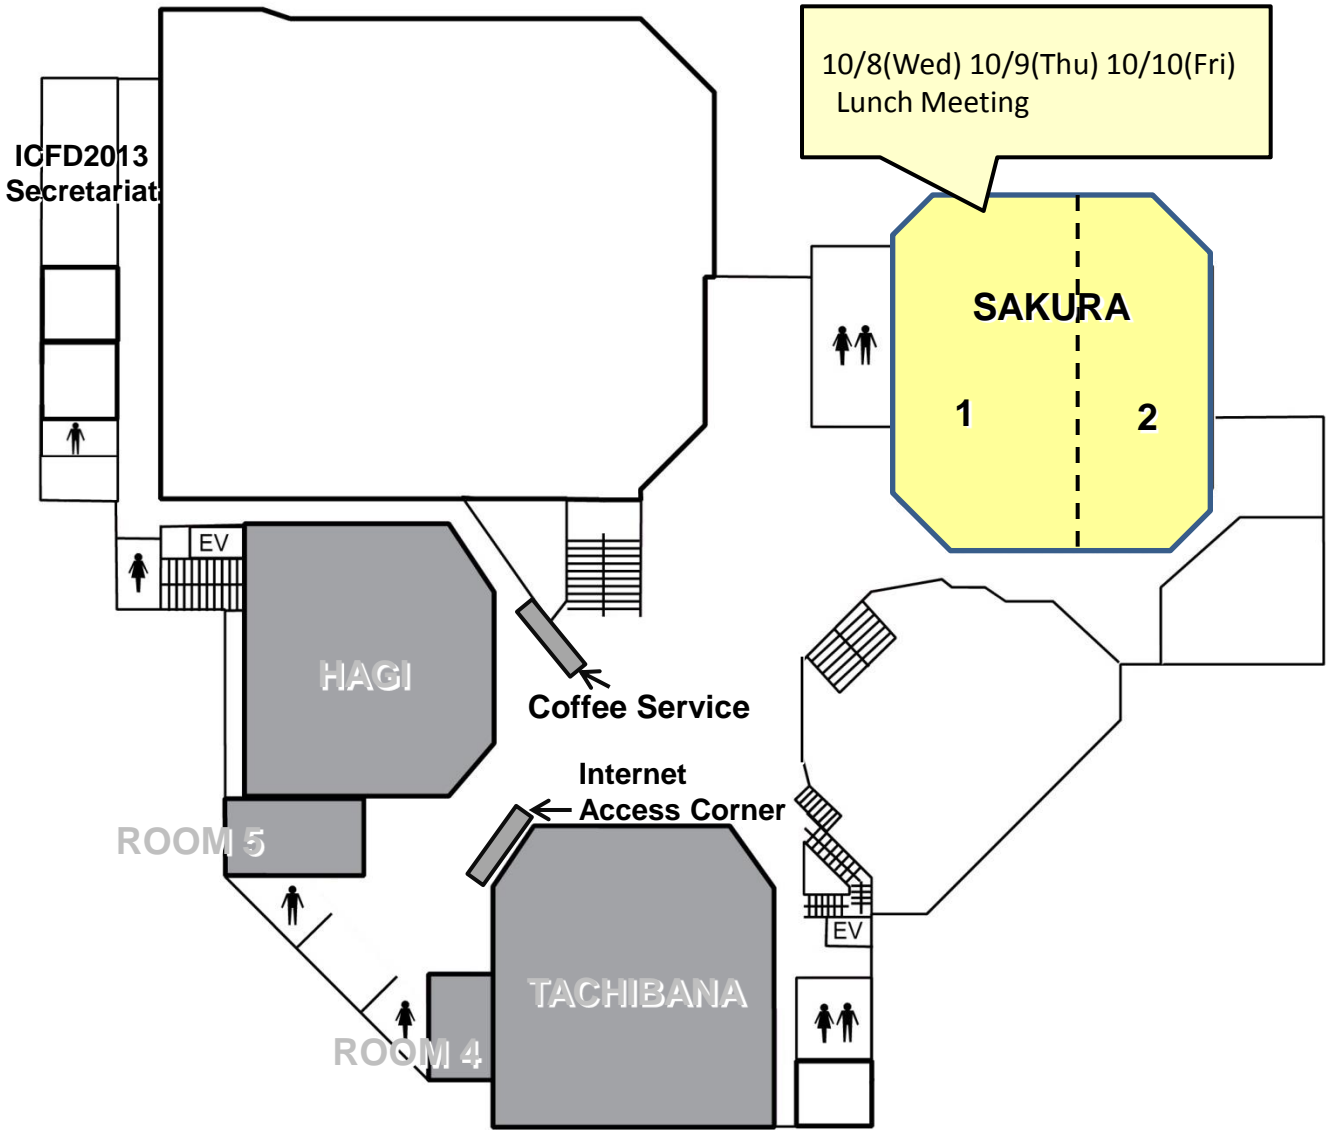 10/8(Wed) 10/9(Thu) 10/10(Fri)
Lunch Meeting
ICFD2013
Secretariat
SAKURA
1
2
EV
HAGI
Coffee Service
Internet
Access Corner
ROOM 5
EV
TACHIBANA
ROOM 4